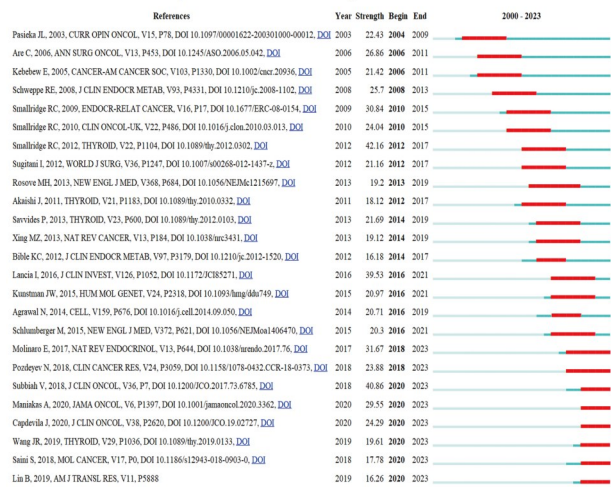 References Year Strength Begin End 2000 - 2023
Pasieka JL, 2003, CURR OPIN ONCOL, V15, P78, DOI 10.1097/00001622-200301000-00012, DOI 2003 22.43 2004 2009
Are C, 2006, ANN SURG ONCOL, V13, P453, DOI 10.1245/ASO.2006.05.042, DOI 2006 26.86 2006 2011
Kebebew E, 2005, CANCER-AM CANCER SOC, V103, P1330, DOI 10.1002/cncr.20936, DOI 2005 21.42 2006 2011
Schweppe RE, 2008, J CLIN ENDOCR METAB, V93, P4331, DOI 10.1210/jc.2008-1102, DOI 2008 25.7 2008 2013
Smallridge RC, 2009, ENDOCR-RELAT CANCER, V16, P17, DOI 10.1677/ERC-08-0154, DOI 2009 30.84 2010 2015
Smallridge RC, 2010, CLIN ONCOL-UK, V22, P486, DOI 10.1016/j.clon.2010.03.013, DOI 2010 24.04 2010 2015
Smallridge RC, 2012, THYROID, V22, P1104, DOI 10.1089/thy.2012.0302, DOI 2012 42.16 2012 2017
Sugitani I, 2012, WORLD J SURG, V36, P1247, DOI 10.1007/s00268-012-1437-z, DOI 2012 21.16 2012 2017
Rosove MH, 2013, NEW ENGL J MED, V368, P684, DOI 10.1056/NEJMc1215697, DOI 2013 19.2 2013 2019
Akaishi J, 2011, THYROID, V21, P1183, DOI 10.1089/thy.2010.0332, DOI 2011 18.12 2012 2017
Savvides P, 2013, THYROID, V23, P600, DOI 10.1089/thy.2012.0103, DOI 2013 21.69 2014 2019
Xing MZ, 2013, NAT REV CANCER, V13, P184, DOI 10.1038/nrc3431, DOI 2013 19.12 2014 2019
Bible KC, 2012, J CLIN ENDOCR METAB, V97, P3179, DOI 10.1210/jc.2012-1520, DOI 2012 16.18 2014 2017
Lancia I, 2016, J CLIN INVEST, V126, P1052, DOI 10.1172/JCI85271, DOI 2016 39.53 2016 2021
Kunstman JW, 2015, HUM MOL GENET, V24, P2318, DOI 10.1093/hmg/ddu749, DOI 2015 20.97 2016 2021
Agrawal N, 2014, CELL, V159, P676, DOI 10.1016/j.cell.2014.09.050, DOI 2014 20.71 2016 2019
Schlumberger M, 2015, NEW ENGL J MED, V372, P621, DOI 10.1056/NEJMoa1406470, DOI 2015 20.3 2016 2021
Molinaro E, 2017, NAT REV ENDOCRINOL, V13, P644, DOI 10.1038/nrendo.2017.76, DOI 2017 31.67 2018 2023
Pozdeyev N, 2018, CLIN CANCER RES, V24, P3059, DOI 10.1158/1078-0432.CCR-18-0373, DOI 2018 23.88 2018 2023
Subbiah V, 2018, J CLIN ONCOL, V36, P7, DOI 10.1200/JCO.2017.73.6785, DOI 2018 40.86 2020 2023
Maniakas A, 2020, JAMA ONCOL, V6, P1397, DOI 10.1001/jamaoncol.2020.3362, DOI 2020 29.55 2020 2023
Capdevila J, 2020, J CLIN ONCOL, V38, P2620, DOI 10.1200/JCO.19.02727, DOI 2020 24.29 2020 2023
Wang JR, 2019, THYROID, V29, P1036, DOI 10.1089/thy.2019.0133, DOI 2019 19.61 2020 2023
Saini S, 2018, MOL CANCER, V17, P0, DOI 10.1186/s12943-018-0903-0, DOI 2018 17.78 2020 2023
Lin B, 2019, AM J TRANSL RES, V11, P5888 2019 16.26 2020 2023